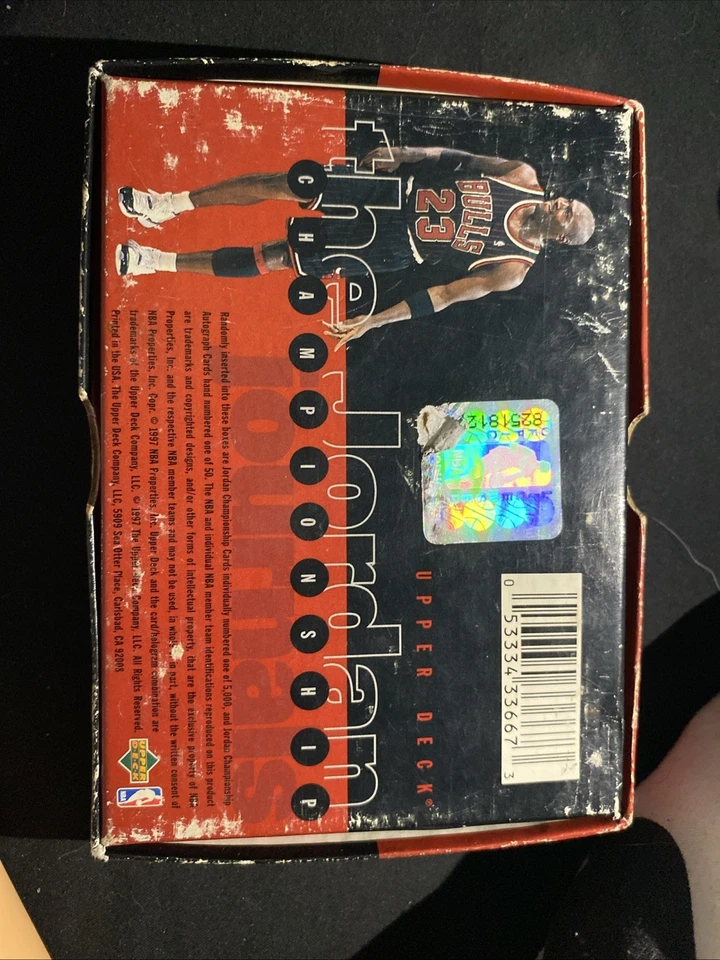 the Jordan
CHAMPIONSHIP
Journals
UPPER DECK®
BULLS
23
8251812
0 53334 33667 3
Randomly inserted into these boxes are Jordan Championship Cards individually numbered one of 5,000, and Jordan Championship
Autograph Cards hand numbered one of 50. The NBA and individual NBA member team identifications reproduced on this product
are trademarks and copyrighted designs, and/or other forms of intellectual property, that are the exclusive property of NBA
Properties, Inc. and the respective NBA member teams and may not be used, in whole or in part, without the written consent of
NBA Properties, Inc. Copr. © 1997 NBA Properties, Inc. Upper Deck and the card/hologram combination are
trademarks of the Upper Deck Company, LLC. © 1997 The Upper Deck Company, LLC. All Rights Reserved.
Printed in the USA. The Upper Deck Company, LLC, 5909 Sea Otter Place, Carlsbad, CA 92008
UPPER DECK
NBA